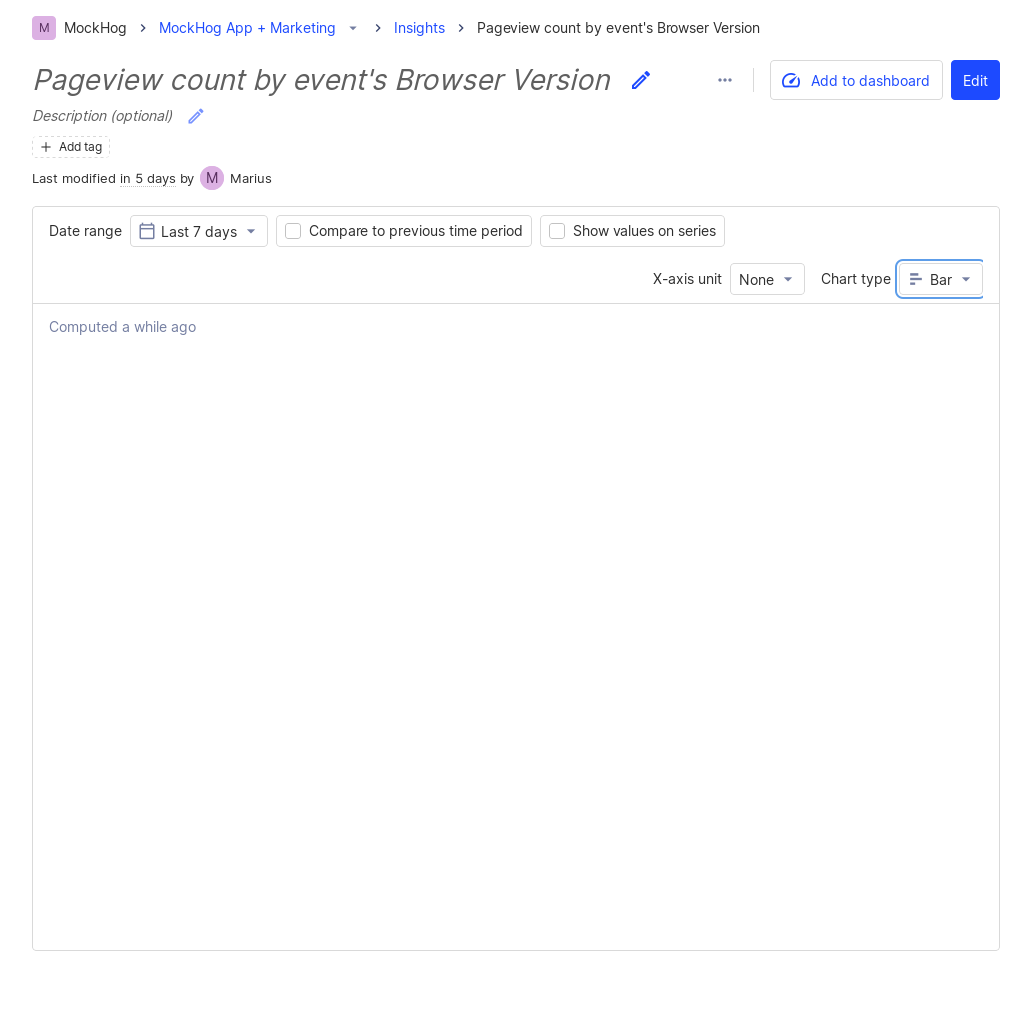 M MockHog MockHog App + Marketing Insights Pageview count by event's Browser Version
Pageview count by event's Browser Version
Add to dashboard Edit
Description (optional)
Add tag
Last modified in 5 days by M Marius
Date range Last 7 days Compare to previous time period Show values on series
X-axis unit None Chart type Bar
Computed a while ago